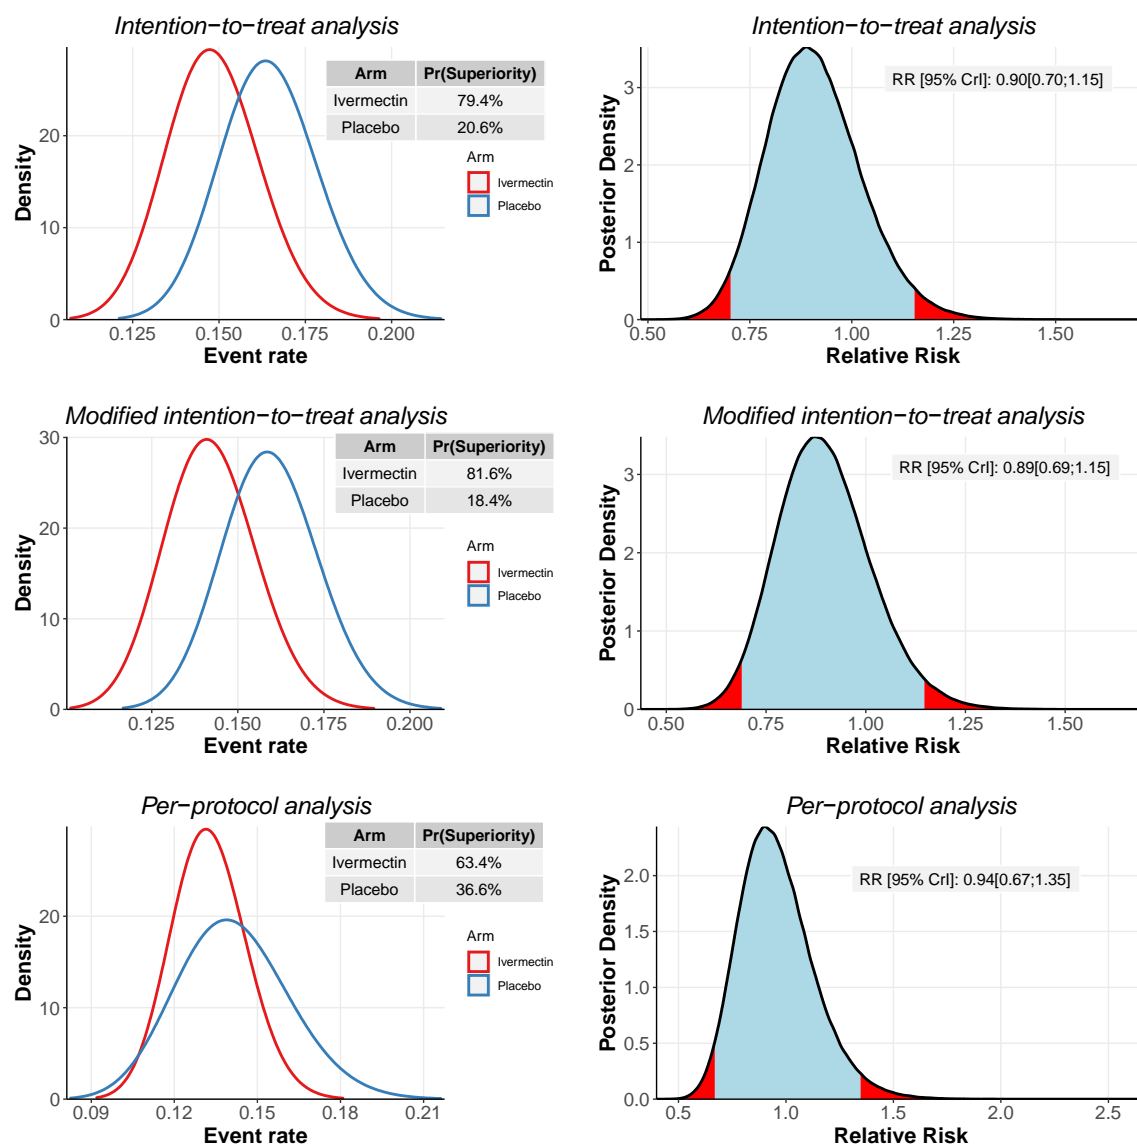 Intention−to−treat analysis
Density
0
10
20
0.125
0.150
0.175
0.200
Event rate
Arm Pr(Superiority)
Ivermectin 79.4%
Placebo 20.6%
Arm
Ivermectin
Placebo
Intention−to−treat analysis
Posterior Density
0
1
2
3
0.50
0.75
1.00
1.25
1.50
Relative Risk
RR [95% CrI]: 0.90[0.70;1.15]
Modified intention−to−treat analysis
Density
0
10
20
30
0.125
0.150
0.175
0.200
Event rate
Arm Pr(Superiority)
Ivermectin 81.6%
Placebo 18.4%
Arm
Ivermectin
Placebo
Modified intention−to−treat analysis
Posterior Density
0
1
2
3
0.50
0.75
1.00
1.25
1.50
Relative Risk
RR [95% CrI]: 0.89[0.69;1.15]
Per−protocol analysis
Density
0
10
20
0.09
0.12
0.15
0.18
0.21
Event rate
Arm Pr(Superiority)
Ivermectin 63.4%
Placebo 36.6%
Arm
Ivermectin
Placebo
Per−protocol analysis
Posterior Density
0.0
0.5
1.0
1.5
2.0
0.5
1.0
1.5
2.0
2.5
Relative Risk
RR [95% CrI]: 0.94[0.67;1.35]